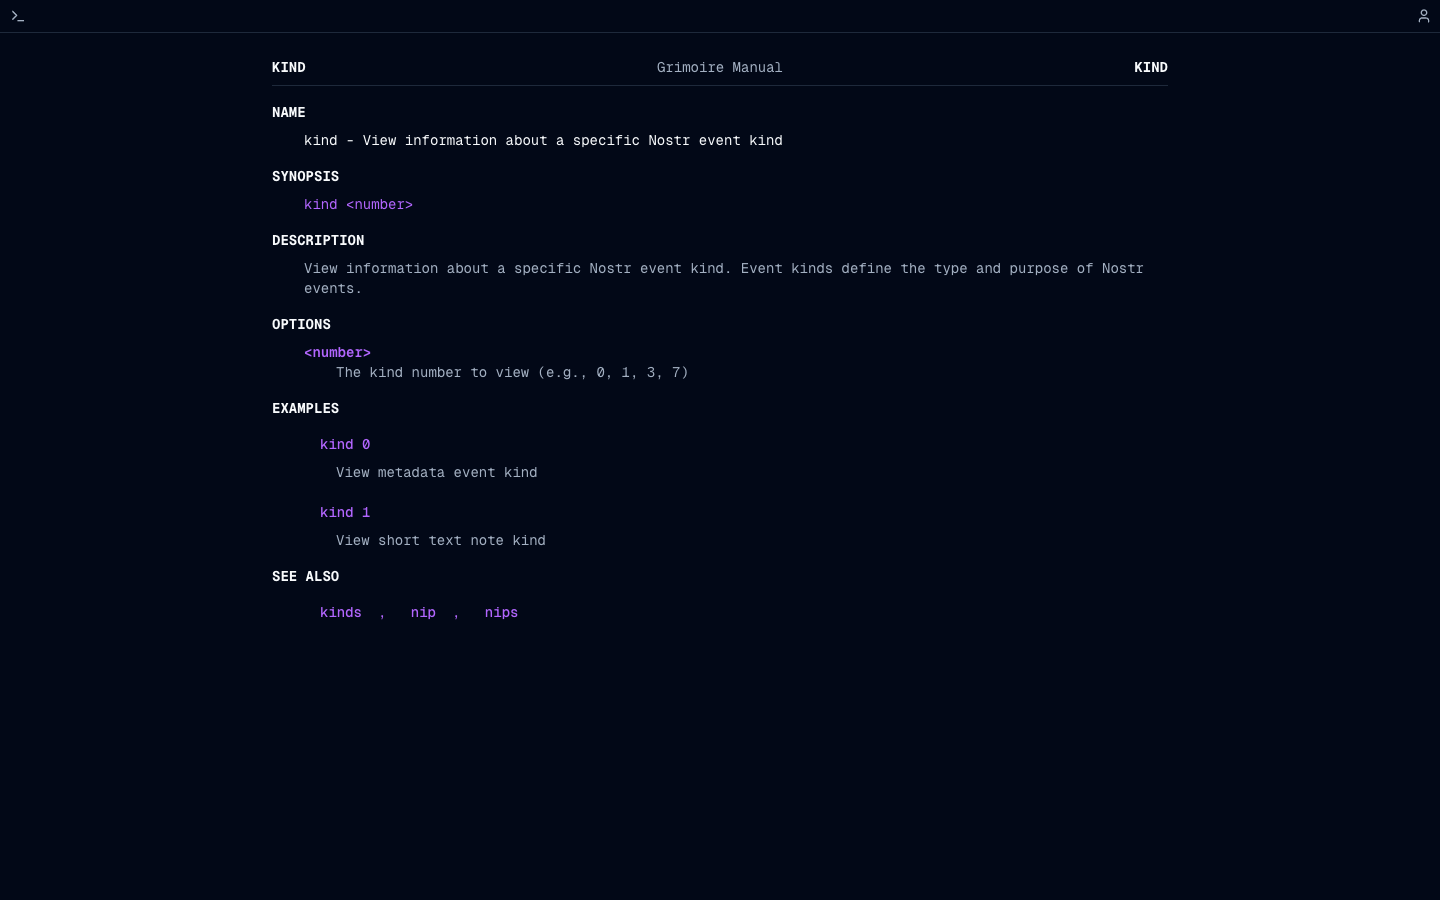 KIND Grimoire Manual KIND
NAME
kind - View information about a specific Nostr event kind
SYNOPSIS
kind <number>
DESCRIPTION
View information about a specific Nostr event kind. Event kinds define the type and purpose of Nostr
events.
OPTIONS
<number>
The kind number to view (e.g., 0, 1, 3, 7)
EXAMPLES
kind 0
View metadata event kind
kind 1
View short text note kind
SEE ALSO
kinds , nip , nips